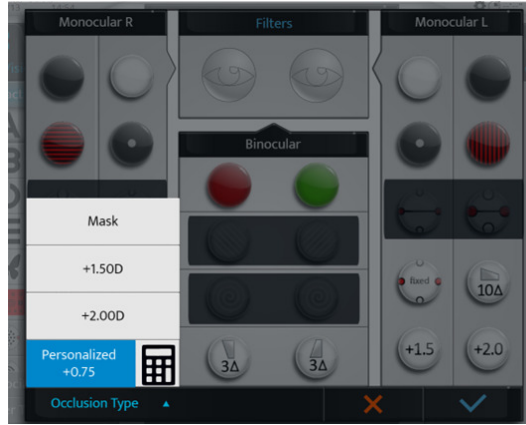 Monocular R
Filters
Monocular L
Binocular
Mask
+1.50D
+2.00D
Personalized
+0.75
fixed
10Δ
3Δ
3Δ
+1.5
+2.0
Occlusion Type